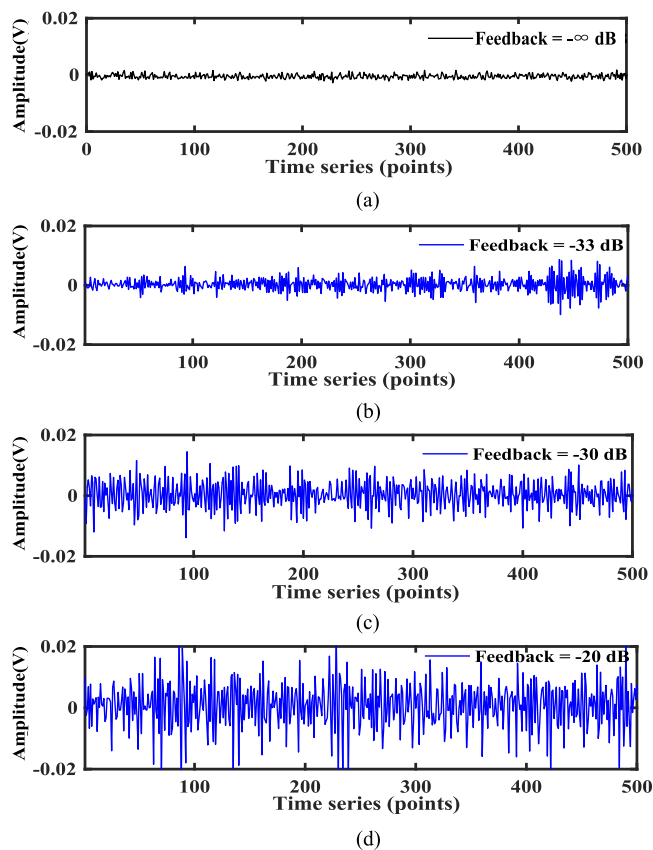 0.02
Feedback = -∞ dB
Amplitude(V)
0
-0.02
0 100 200 300 400 500
Time series (points)
(a)
0.02
Feedback = -33 dB
Amplitude(V)
0
-0.02
100 200 300 400 500
Time series (points)
(b)
0.02
Feedback = -30 dB
Amplitude(V)
0
-0.02
100 200 300 400 500
Time series (points)
(c)
0.02
Feedback = -20 dB
Amplitude(V)
0
-0.02
100 200 300 400 500
Time series (points)
(d)